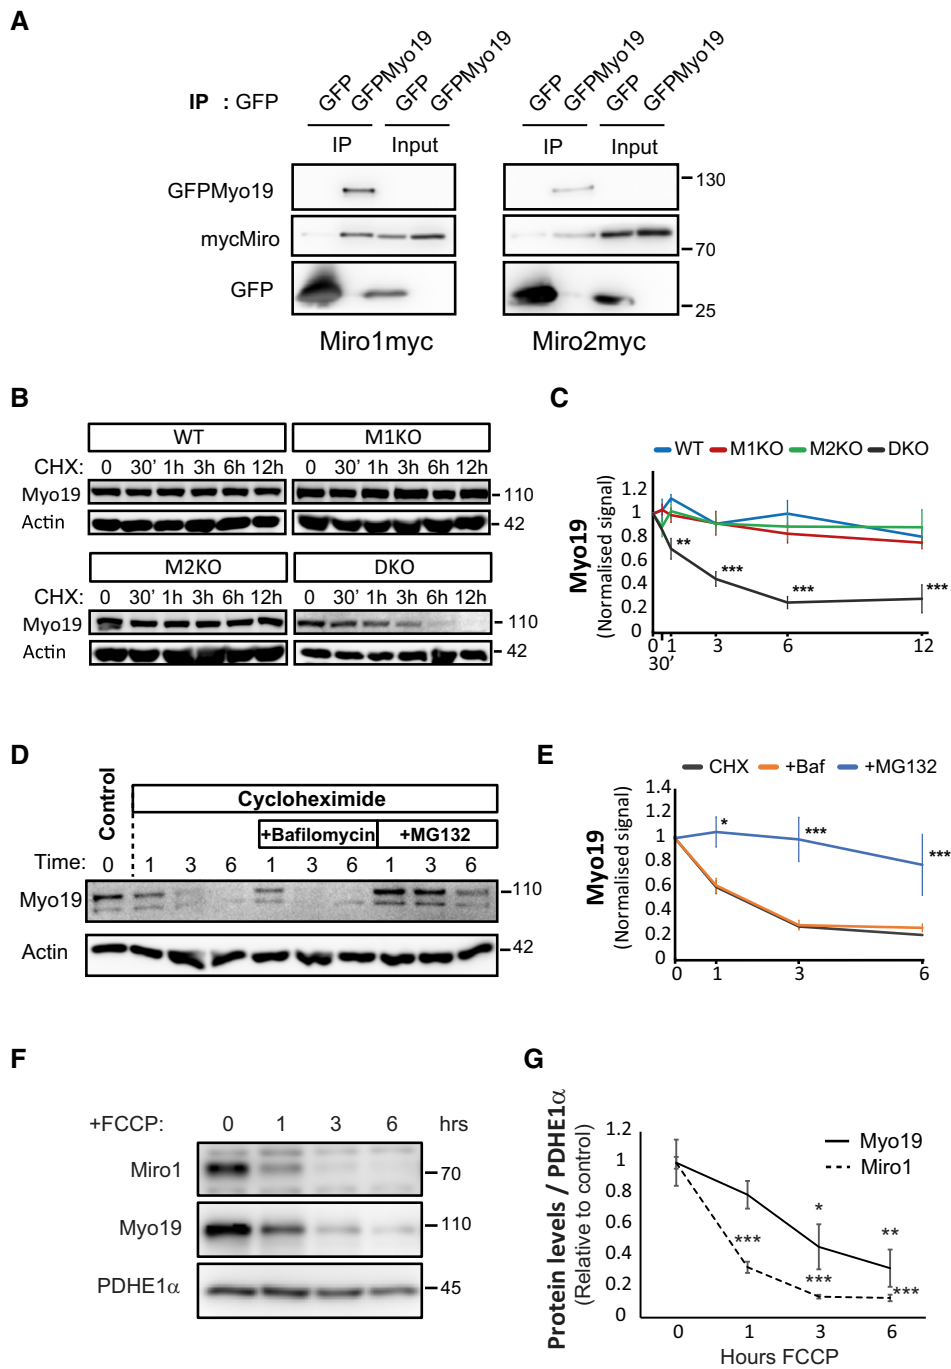 A
IP : GFP
GFP GFPMyo19 GFP GFPMyo19 GFP GFPMyo19 GFP GFPMyo19
IP Input IP Input
GFPMyo19 130
mycMiro 70
GFP 25
Miro1myc Miro2myc
B
WT M1KO
CHX: 0 30' 1h 3h 6h 12h 0 30' 1h 3h 6h 12h
Myo19 110
Actin 42
M2KO DKO
CHX: 0 30' 1h 3h 6h 12h 0 30' 1h 3h 6h 12h
Myo19 110
Actin 42
C
WT M1KO M2KO DKO
Myo19
(Normalised signal)
1.2
1
0.8
0.6
0.4
0.2
0
** *** *** ***
0 30' 1 3 6 12
D
Control
Cycloheximide
+Bafilomycin +MG132
Time: 0 1 3 6 1 3 6 1 3 6
Myo19 110
Actin 42
E
CHX +Baf +MG132
Myo19
(Normalised signal)
1.4
1.2
1
0.8
0.6
0.4
0.2
0
* *** ***
0 1 3 6
F
+FCCP: 0 1 3 6 hrs
Miro1 70
Myo19 110
PDHE1α 45
G
Protein levels / PDHE1α
(Relative to control)
Myo19
Miro1
1.2
1
0.8
0.6
0.4
0.2
0
* **
*** *** ***
0 1 3 6
Hours FCCP